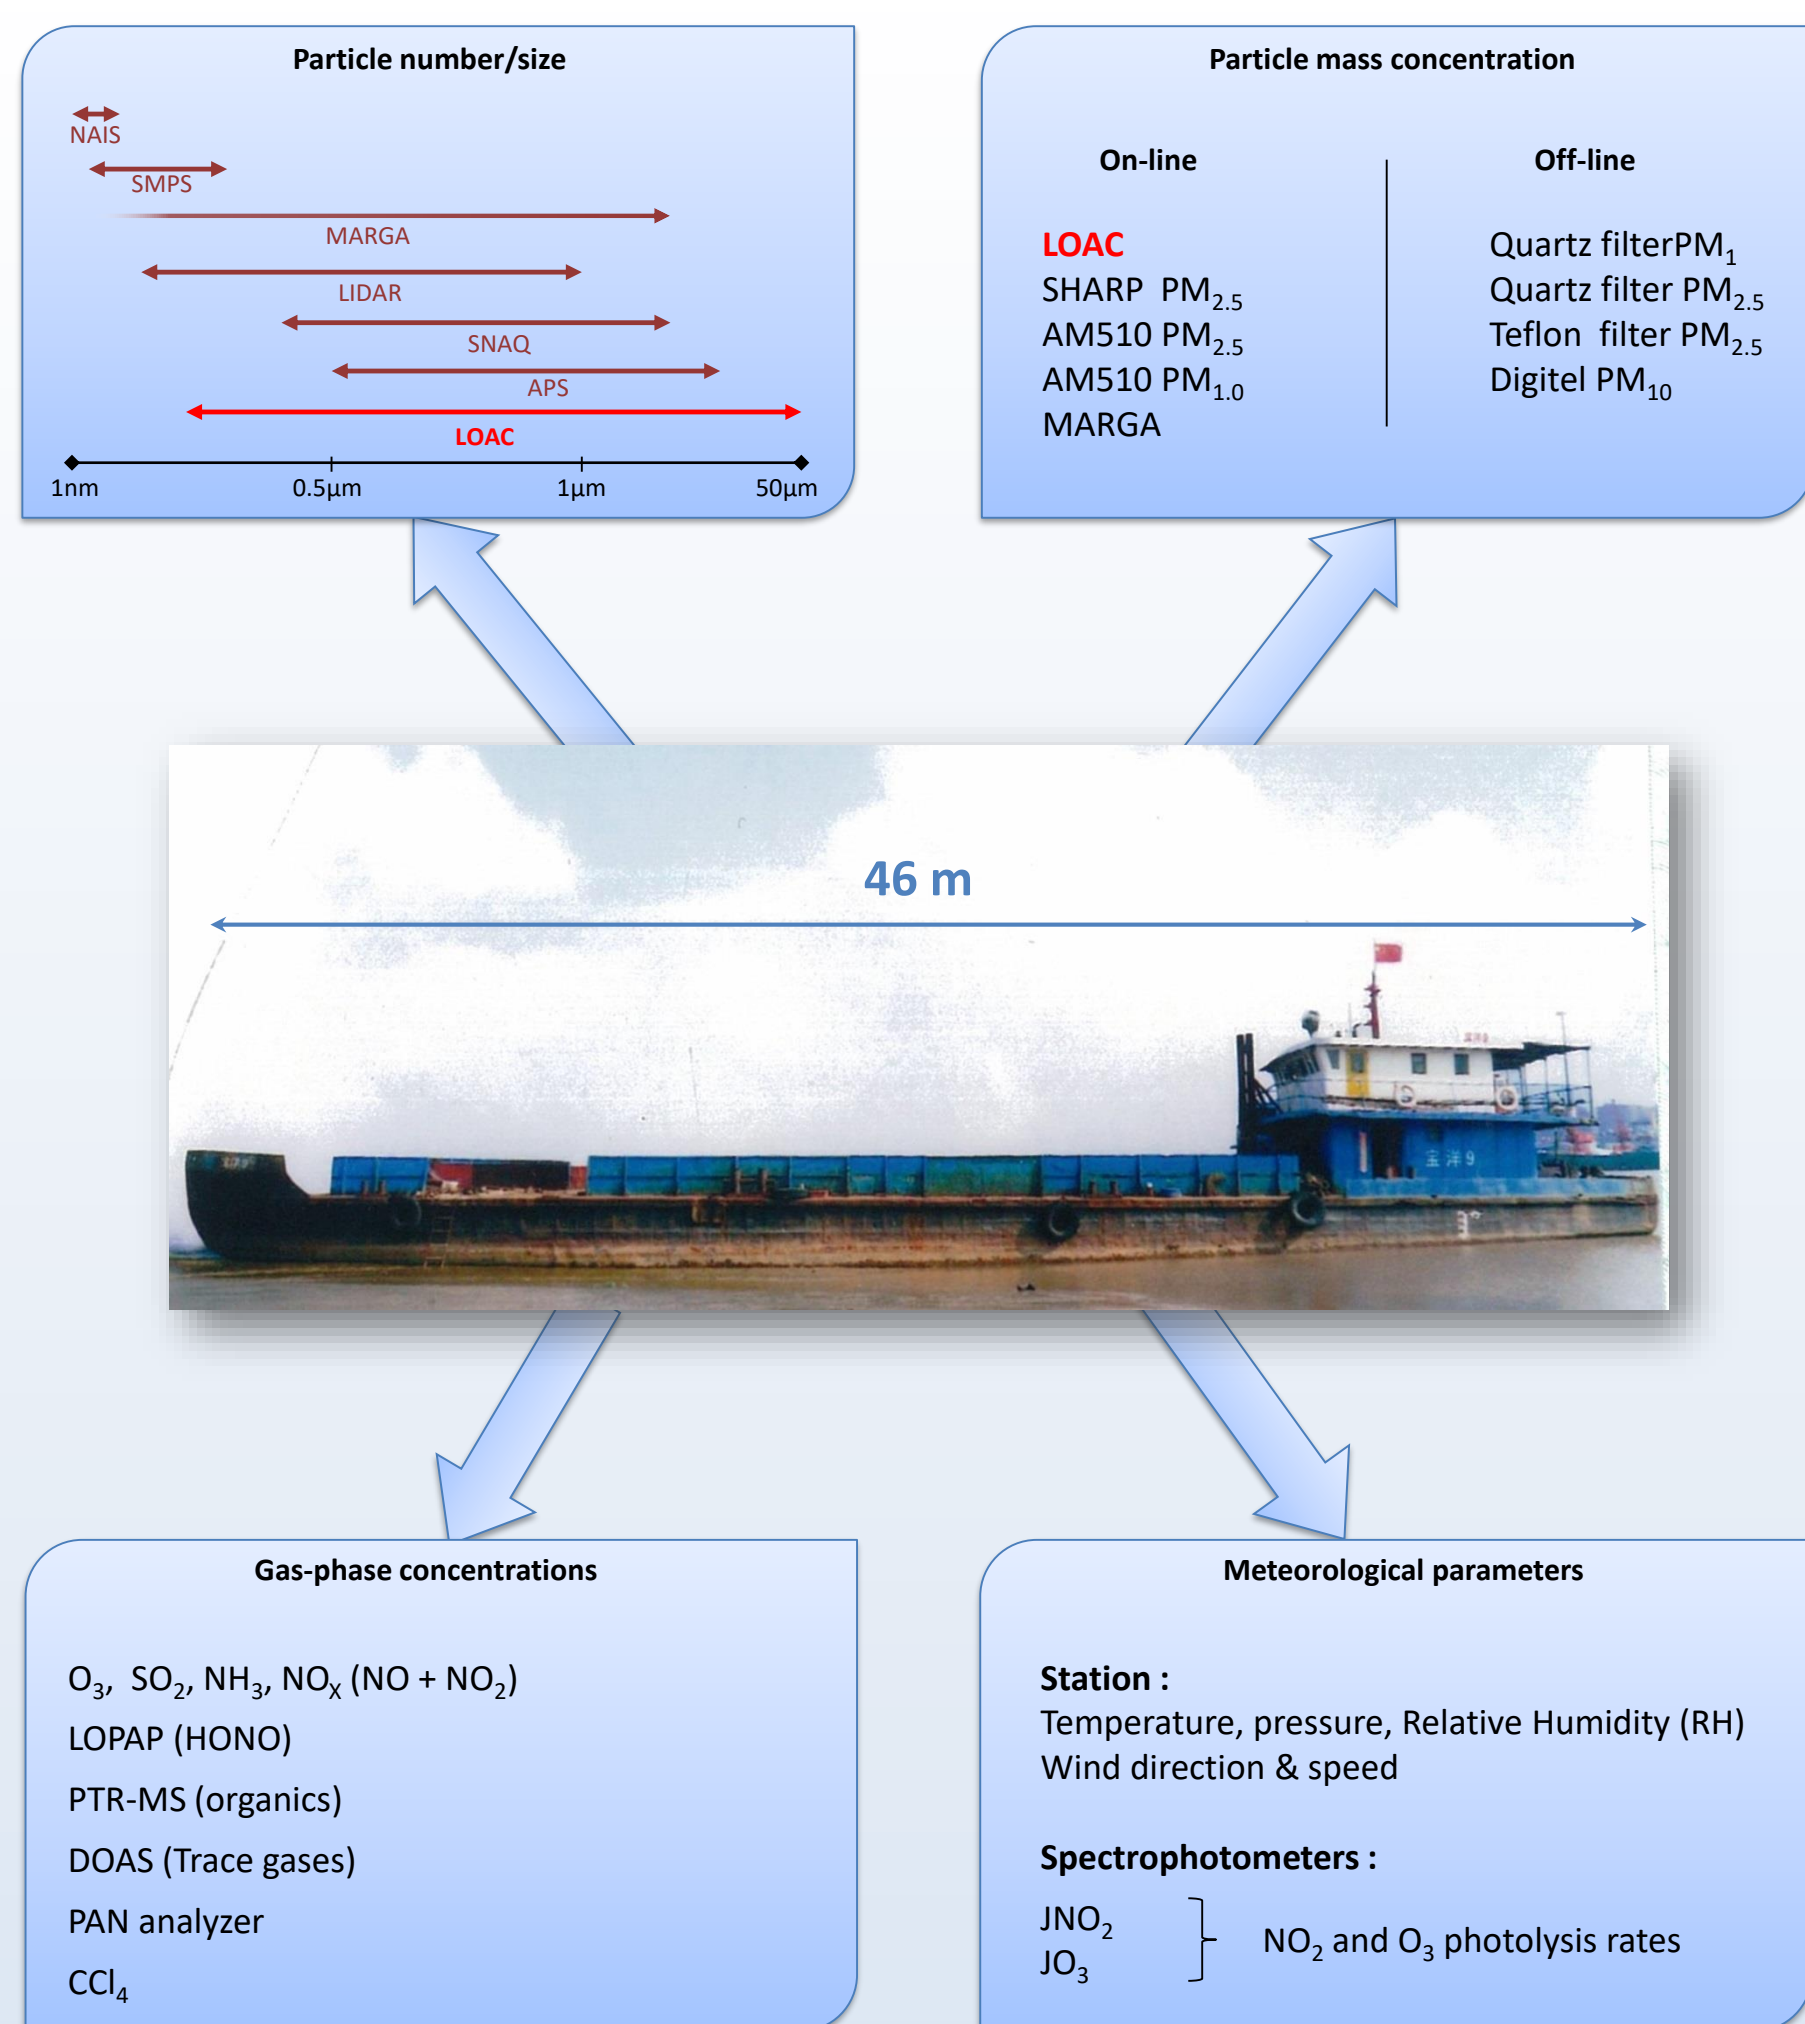 Particle number/size
NAIS
SMPS
MARGA
LIDAR
SNAQ
APS
LOAC
1nm 0.5µm 1µm 50µm
Particle mass concentration
On-line
LOAC
SHARP PM2.5
AM510 PM2.5
AM510 PM1.0
MARGA
Off-line
Quartz filterPM1
Quartz filter PM2.5
Teflon filter PM2.5
Digitel PM10
46 m
宝洋9
Gas-phase concentrations
O3, SO2, NH3, NOX (NO + NO2)
LOPAP (HONO)
PTR-MS (organics)
DOAS (Trace gases)
PAN analyzer
CCl4
Meteorological parameters
Station :
Temperature, pressure, Relative Humidity (RH)
Wind direction & speed
Spectrophotometers :
JNO2
JO3
NO2 and O3 photolysis rates